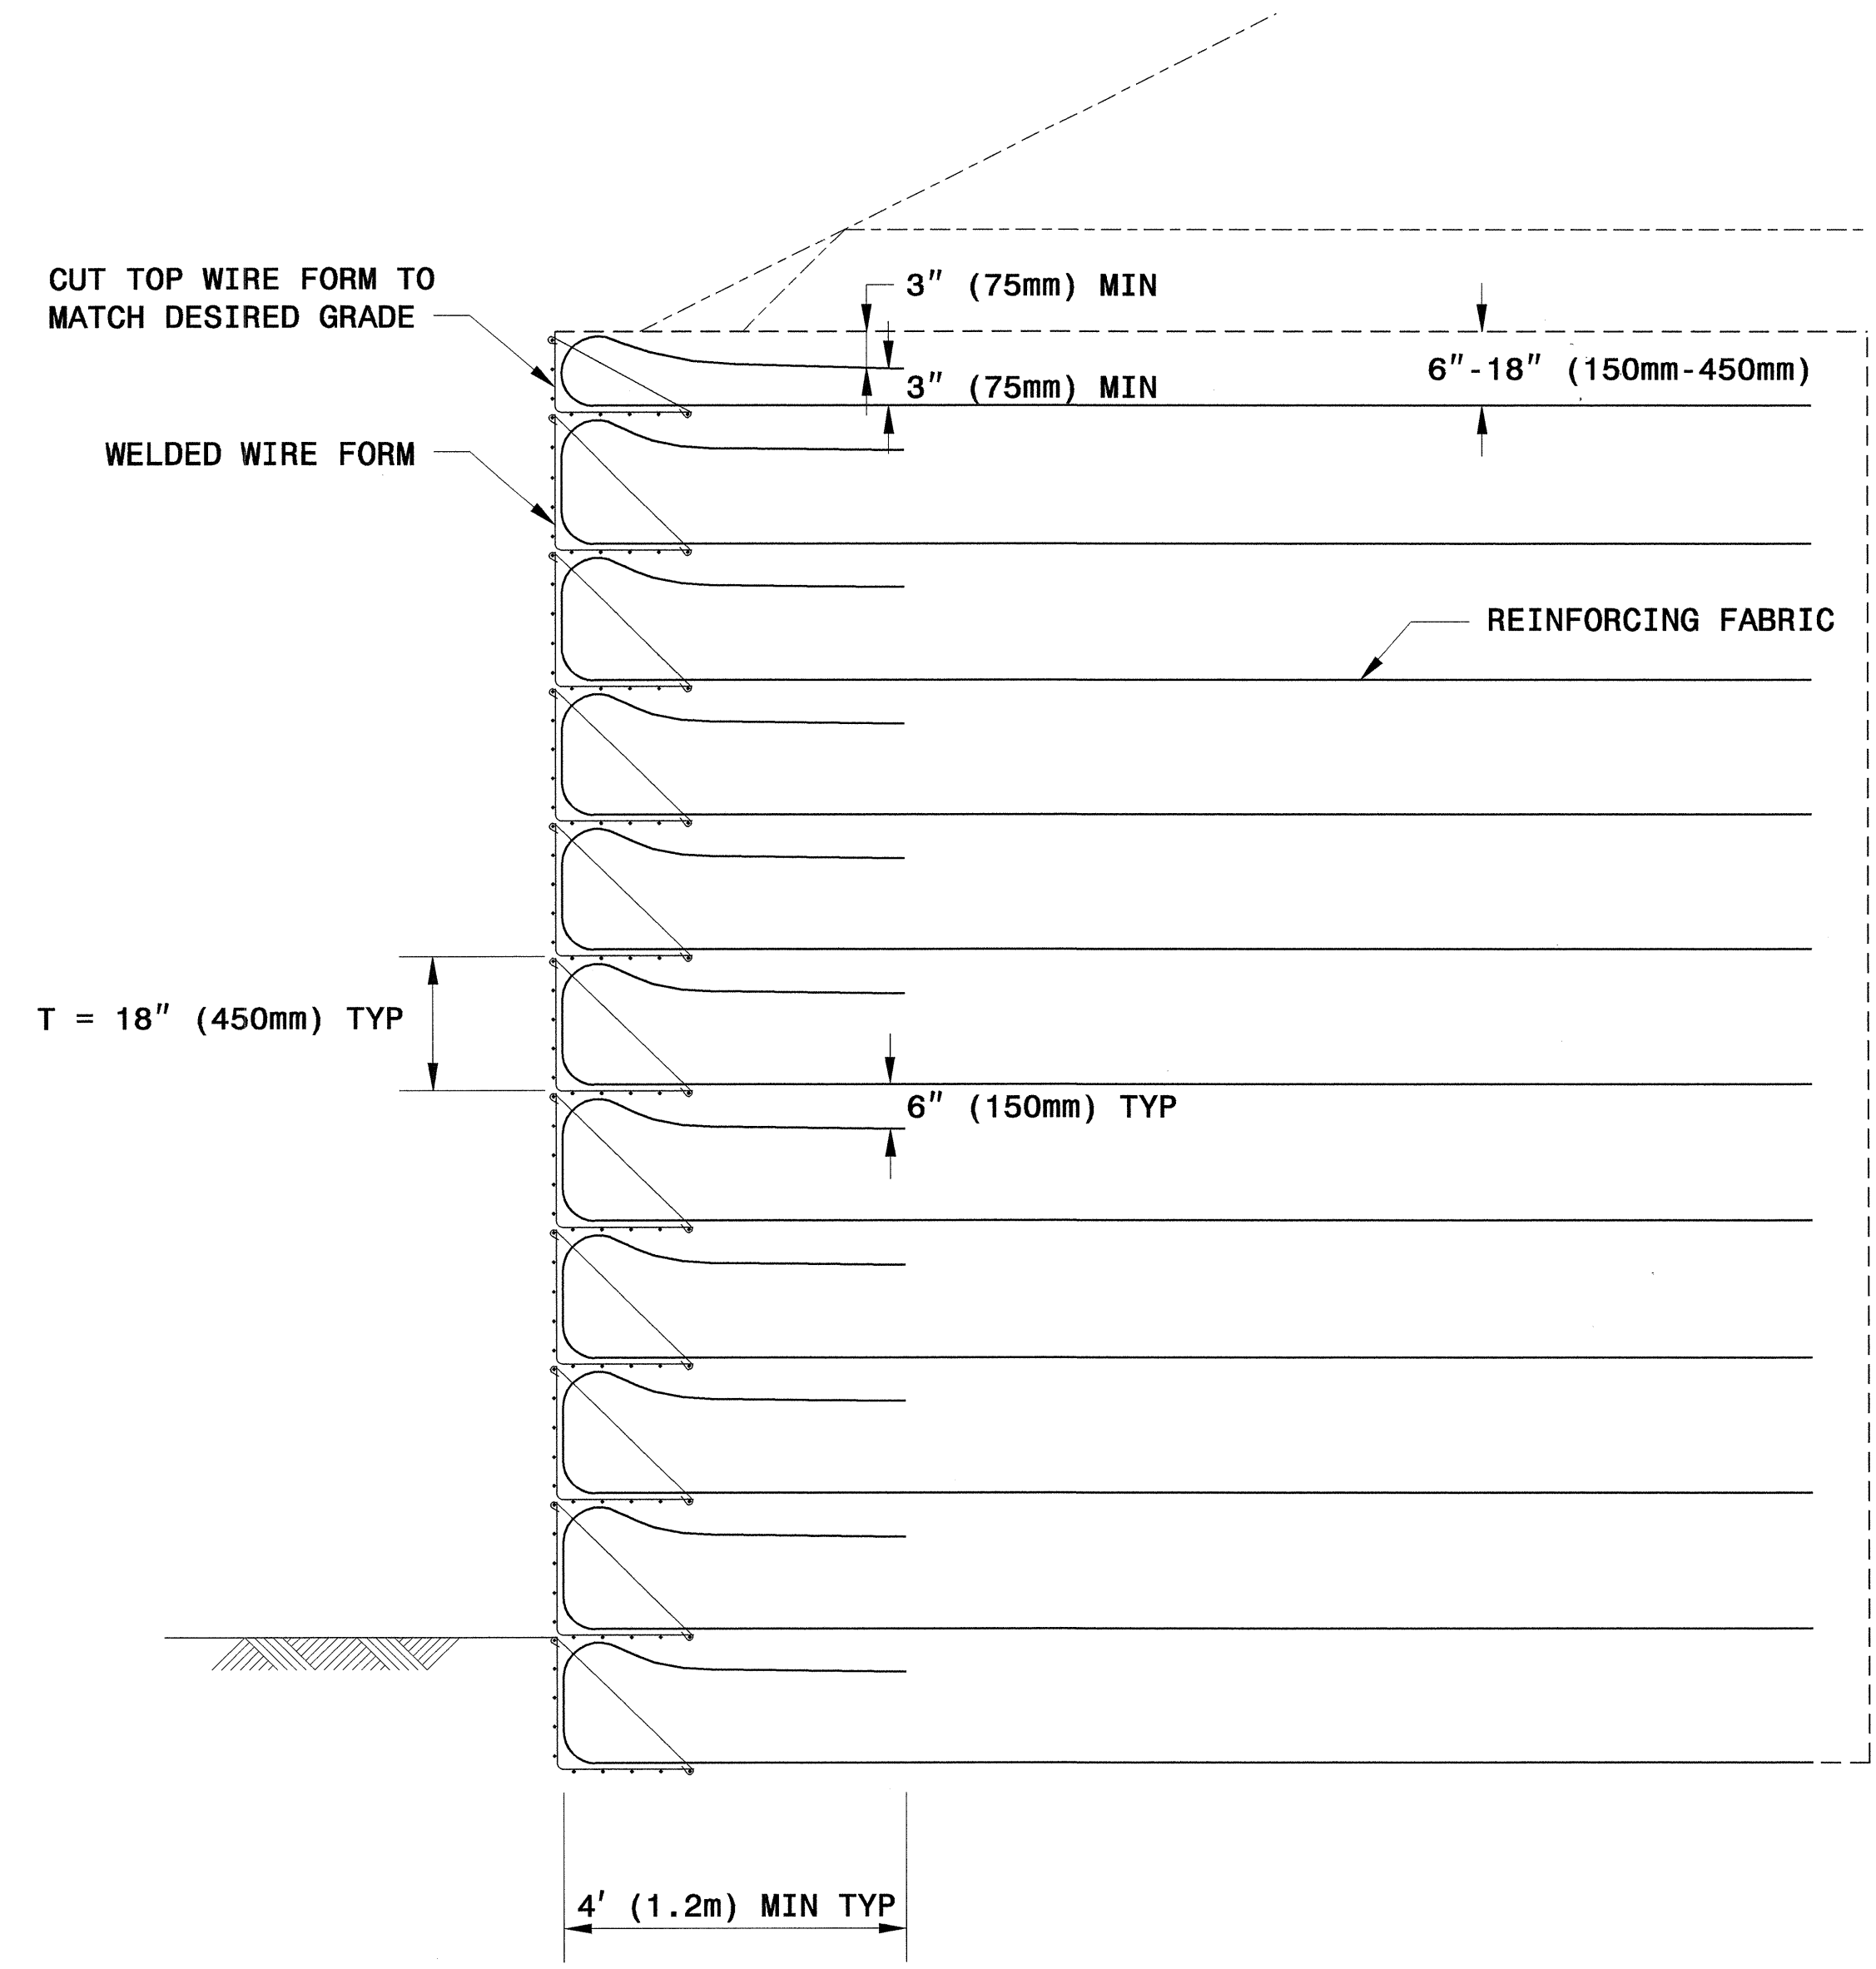 CUT TOP WIRE FORM TO
MATCH DESIRED GRADE
3" (75mm) MIN
3" (75mm) MIN
6"-18" (150mm-450mm)
WELDED WIRE FORM
REINFORCING FABRIC
T = 18" (450mm) TYP
6" (150mm) TYP
4' (1.2m) MIN TYP